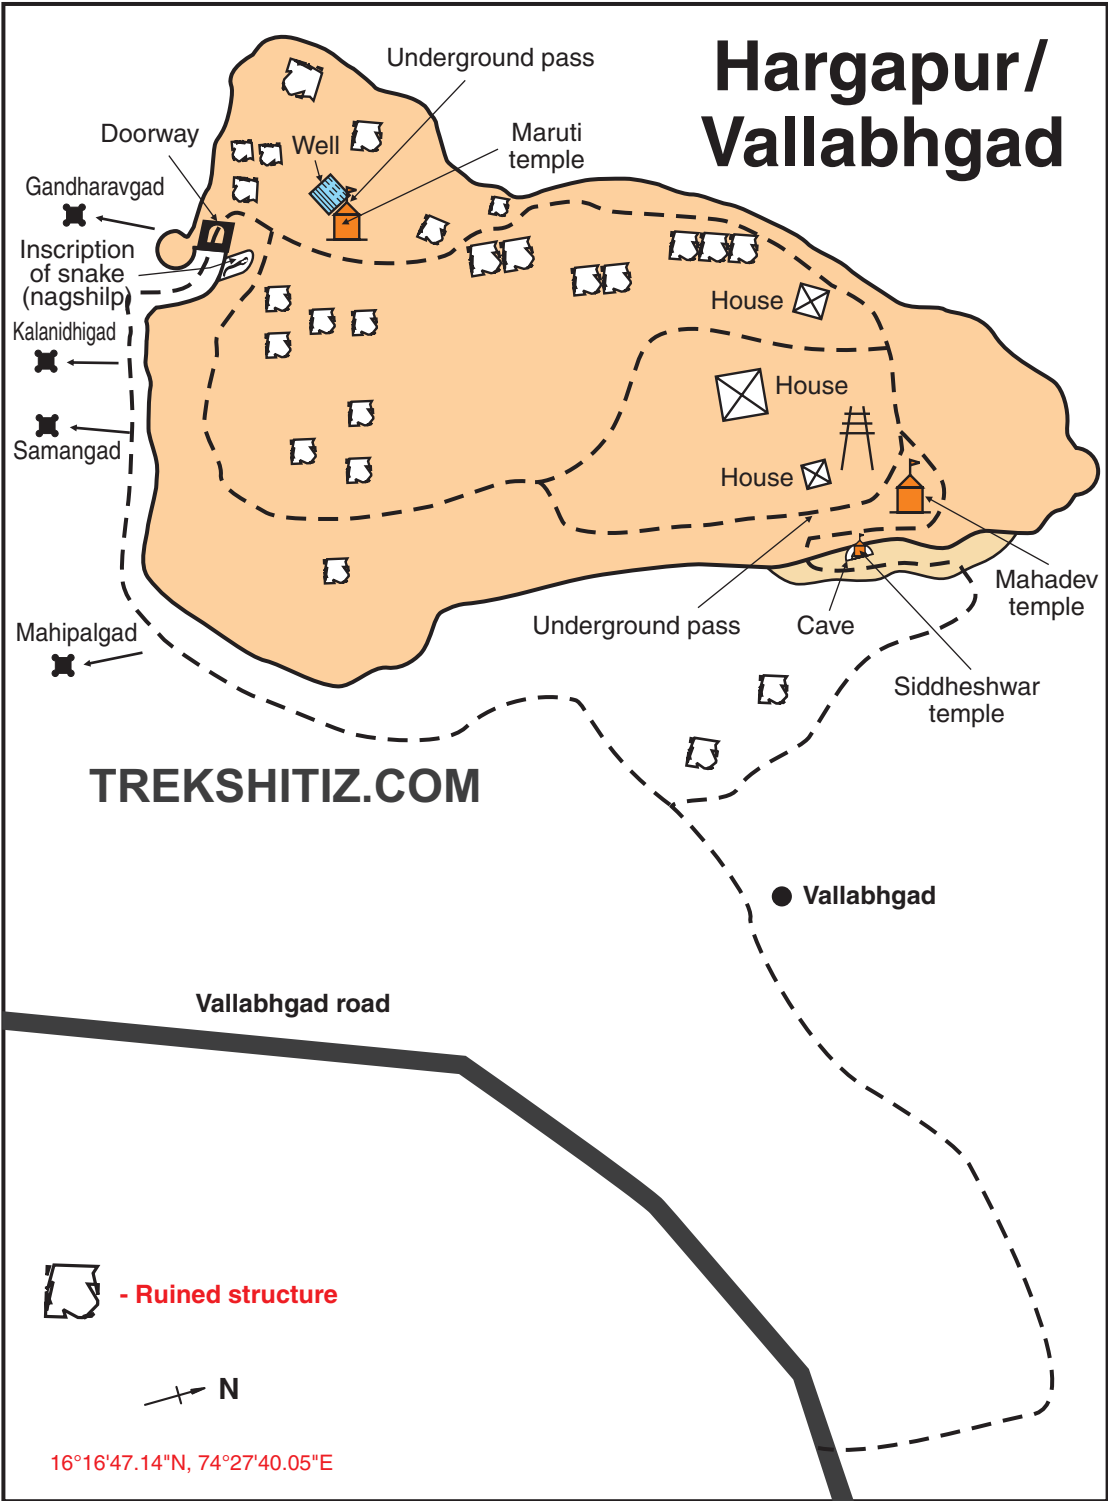 Hargapur/
Vallabhgad
Underground pass
Doorway
Well
Maruti
temple
Gandharavgad
Inscription
of snake
(nagshilp)
Kalanidhigad
Samangad
House
House
House
Mahadev
temple
Underground pass
Cave
Mahipalgad
Siddheshwar
temple
TREKSHITIZ.COM
Vallabhgad
Vallabhgad road
- Ruined structure
N
16°16'47.14"N, 74°27'40.05"E